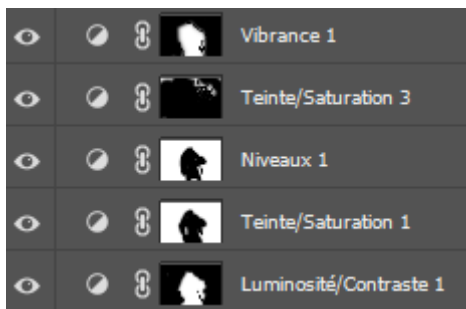 Vibrance 1
Teinte/Saturation 3
Niveaux 1
Teinte/Saturation 1
Luminosité/Contraste 1